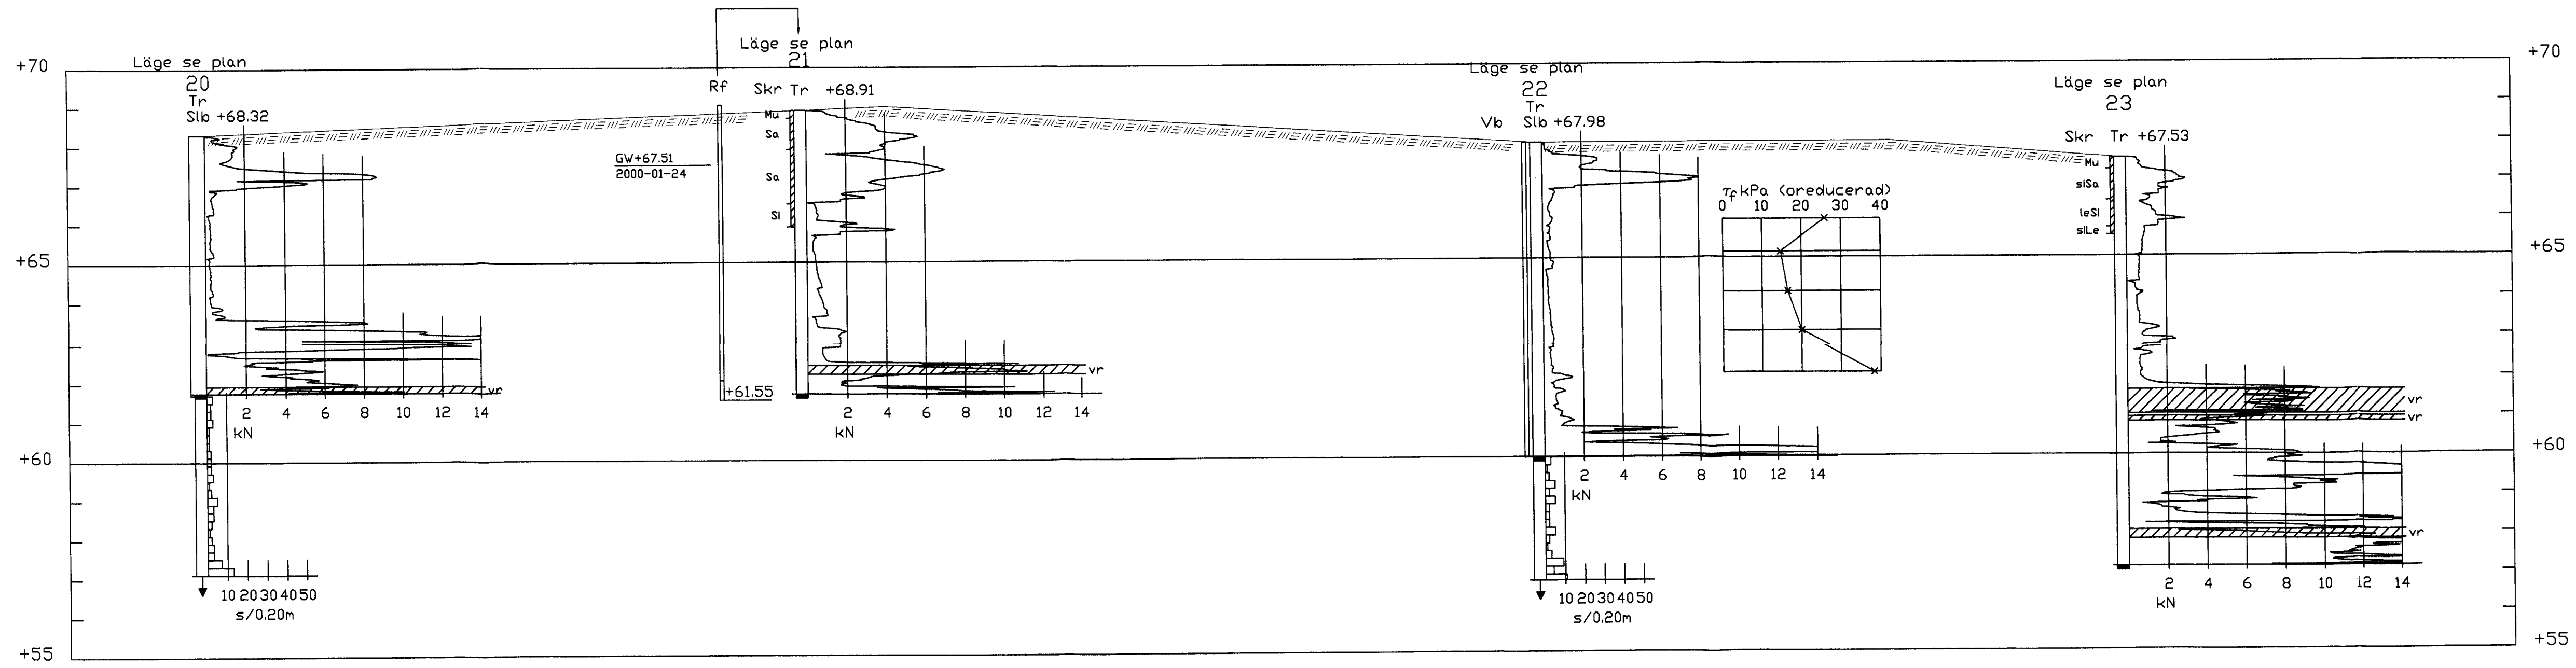 +70
+65
+60
+55
Läge se plan
20
Tr
Slb +68.32
vr
2 4 6 8 10 12 14
kN
10 20 30 40 50
s/0.20m
GW+67.51
2000-01-24
Rf
+61.55
Läge se plan
21
Skr Tr +68.91
Mu
Sa
Sa
Si
vr
2 4 6 8 10 12 14
kN
Läge se plan
22
Tr
Vb Slb +67.98
2 4 6 8 10 12 14
kN
10 20 30 40 50
s/0.20m
τf kPa (oreducerad)
0 10 20 30 40
Läge se plan
23
Skr Tr +67.53
Mu
siSa
leSi
siLe
vr
vr
vr
2 4 6 8 10 12 14
kN
+70
+65
+60
+55